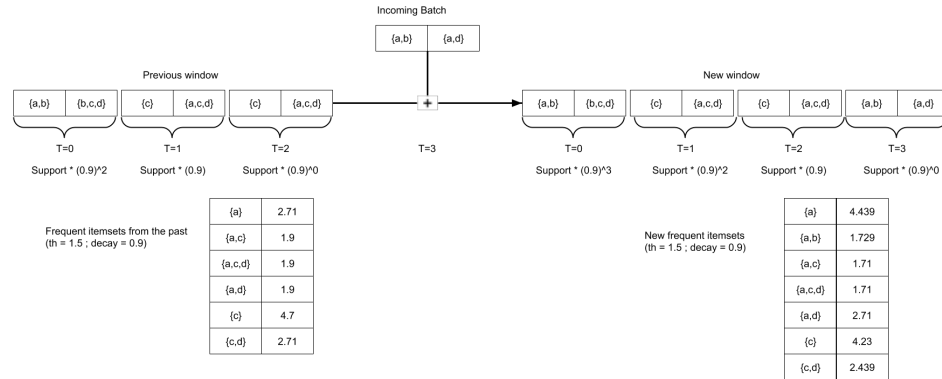 Incoming Batch
{a,b} {a,d}
Previous window
New window
{a,b} {b,c,d} {c} {a,c,d} {c} {a,c,d}
+
{a,b} {b,c,d} {c} {a,c,d} {c} {a,c,d} {a,b} {a,d}
T=0 T=1 T=2 T=3 T=0 T=1 T=2 T=3
Support * (0.9)^2 Support * (0.9) Support * (0.9)^0 Support * (0.9)^3 Support * (0.9)^2 Support * (0.9) Support * (0.9)^0
Frequent itemsets from the past
(th = 1.5 ; decay = 0.9)
{a} 2.71
{a,c} 1.9
{a,c,d} 1.9
{a,d} 1.9
{c} 4.7
{c,d} 2.71
New frequent itemsets
(th = 1.5 ; decay = 0.9)
{a} 4.439
{a,b} 1.729
{a,c} 1.71
{a,c,d} 1.71
{a,d} 2.71
{c} 4.23
{c,d} 2.439